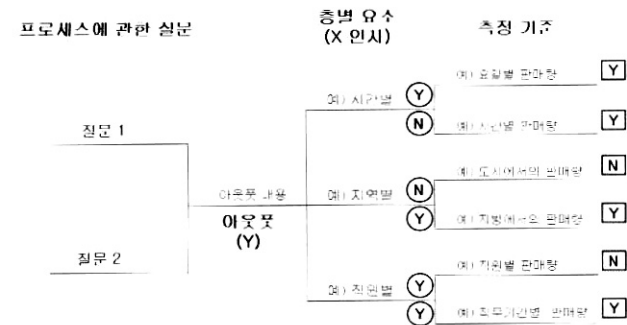 프로세스에 관한 질문
층별 요소
(X 인시)
측정 기준
예) 요일별 판매량
Y
예) 시간별
Y
N
예) 시간별 판매량
Y
질문 1
예) 도시에서의 판매량
N
아웃풋 내용
예) 지역별
N
Y
예) 지방에서의 판매량
Y
아웃풋
(Y)
질문 2
예) 직원별 판매량
N
예) 직원별
Y
Y
예) 직무기간별 판매량
Y